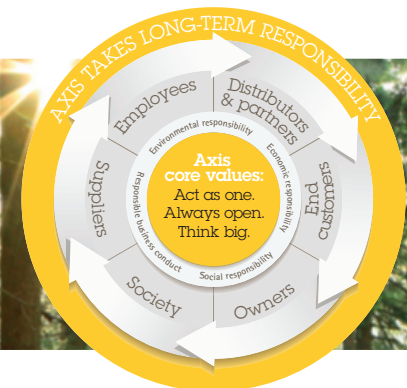 AXIS TAKES LONG-TERM RESPONSIBILITY
Employees
Distributors
& partners
End
customers
Owners
Society
Suppliers
Environmental responsibility
Economic responsibility
Social responsibility
Responsible business conduct
Axis
core values:
Act as one.
Always open.
Think big.